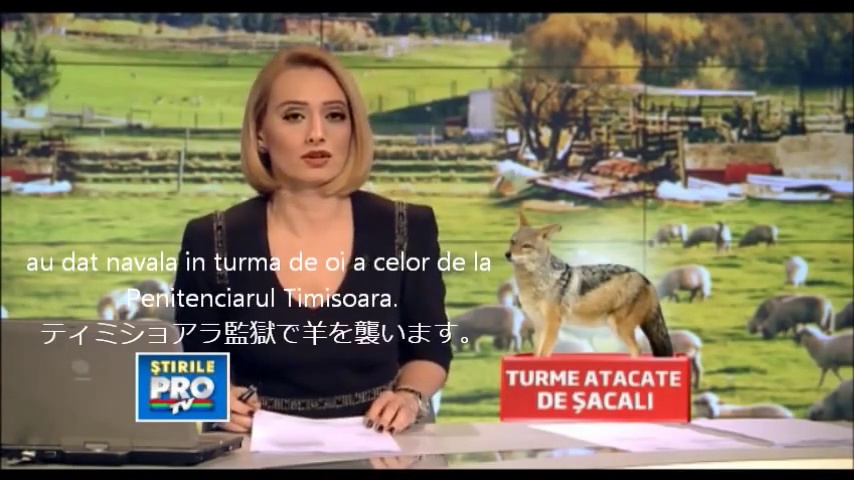 au dat navala in turma de oi a celor de la
Penitenciarul Timisoara.
ティミショアラ監獄で羊を襲います。
ȘTIRILE
PRO
TV
TURME ATACATE
DE ȘACALI